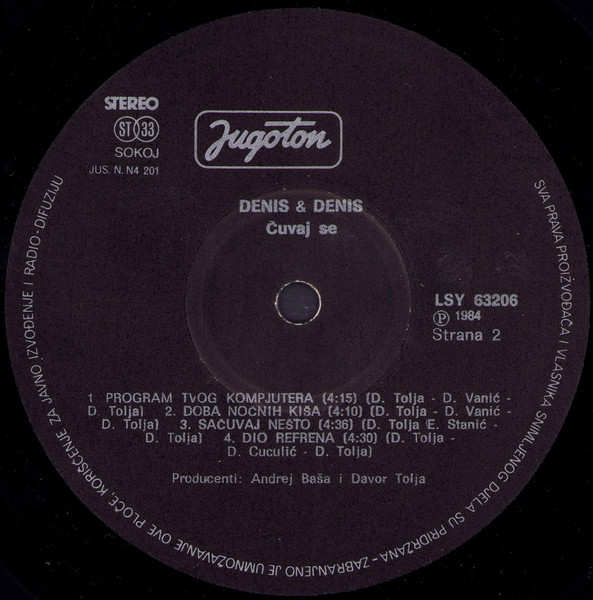 STEREO
ST 33
SOKOJ
JUS. N. N4 201
Jugoton
DENIS & DENIS
Čuvaj se
LSY 63206
Ⓟ 1984
Strana 2
1 PROGRAM TVOG KOMPJUTERA (4:15) (D. Tolja - D. Vanić -
D. Tolja) 2. DOBA NOĆNIH KIŠA (4:10) (D. Tolja - D. Vanić -
D. Tolja) 3. SAČUVAJ NEŠTO (4:36) (D. Tolja E. Stanić -
D. Tolja) 4. DIO REFRENA (4:30) (D. Tolja -
D. Cuculić - D. Tolja)
Producenti: Andrej Baša i Davor Tolja
SVA PRAVA PROIZVOĐAČA I VLASNIKA SNIMLJENOG DJELA SU PRIDRŽANA - ZABRANJENO JE UMNOŽAVANJE OVE PLOČE, KORIŠĆENJE ZA JAVNO IZVOĐENJE I RADIO-DIFUZIJU